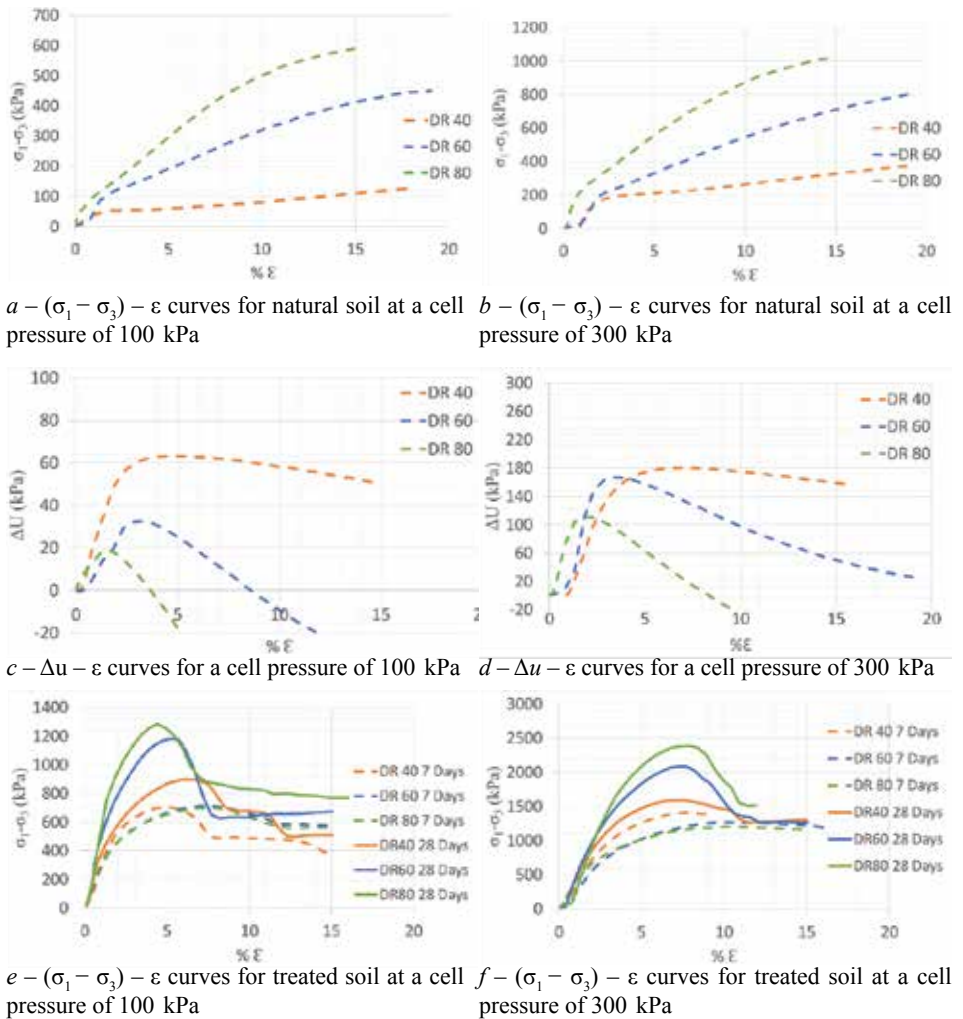 700
600
500
400
300
200
100
0
σ₁-σ₃ (kPa)
DR 40
DR 60
DR 80
0 5 10 15 20
% Ɛ
1200
1000
800
600
400
200
0
σ₁-σ₃ (kPa)
DR 40
DR 60
DR 80
0 5 10 15 20
% Ɛ
a – (σ₁ − σ₃) – ε curves for natural soil at a cell
pressure of 100 kPa
b – (σ₁ − σ₃) – ε curves for natural soil at a cell
pressure of 300 kPa
100
80
60
40
20
0
-20
ΔU (kPa)
DR 40
DR 60
DR 80
0 5 10 15 20
% Ɛ
300
260
220
180
140
100
60
20
-20
ΔU (kPa)
DR 40
DR 60
DR 80
0 5 10 15 20
%Ɛ
c – Δu – ε curves for a cell pressure of 100 kPa
d – Δu – ε curves for a cell pressure of 300 kPa
1400
1200
1000
800
600
400
200
0
σ₁-σ₃ (kPa)
DR 40 7 Days
DR 60 7 Days
DR 80 7 Days
DR40 28 Days
DR60 28 Days
DR80 28 Days
0 5 10 15 20
% Ɛ
3000
2500
2000
1500
1000
500
0
σ₁-σ₃ (kPa)
DR 40 7 Days
DR 60 7 Days
DR 80 7 Days
DR40 28 Days
DR60 28 Days
DR80 28 Days
0 5 10 15 20
% Ɛ
e – (σ₁ − σ₃) – ε curves for treated soil at a cell
pressure of 100 kPa
f – (σ₁ − σ₃) – ε curves for treated soil at a cell
pressure of 300 kPa